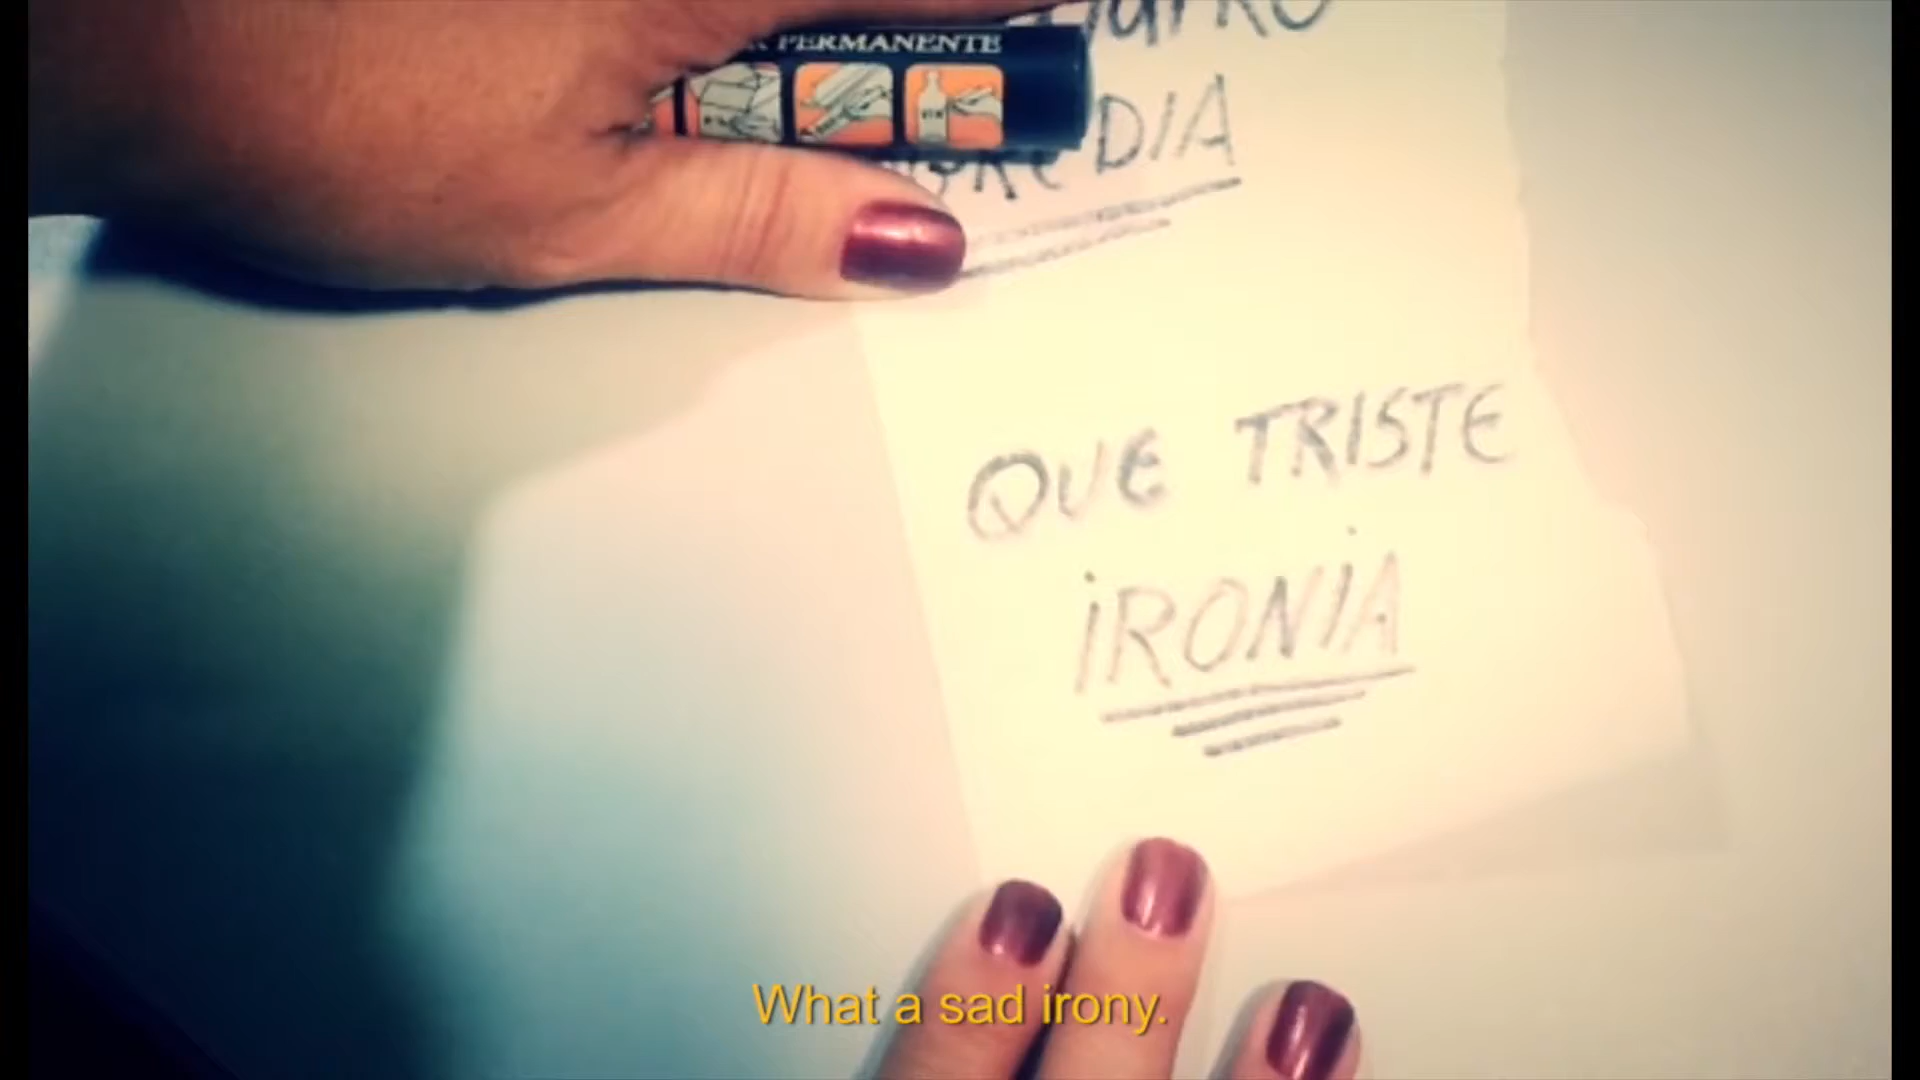 PERMANENTE
DIA
QUE TRISTE
IRONIA
What a sad irony.